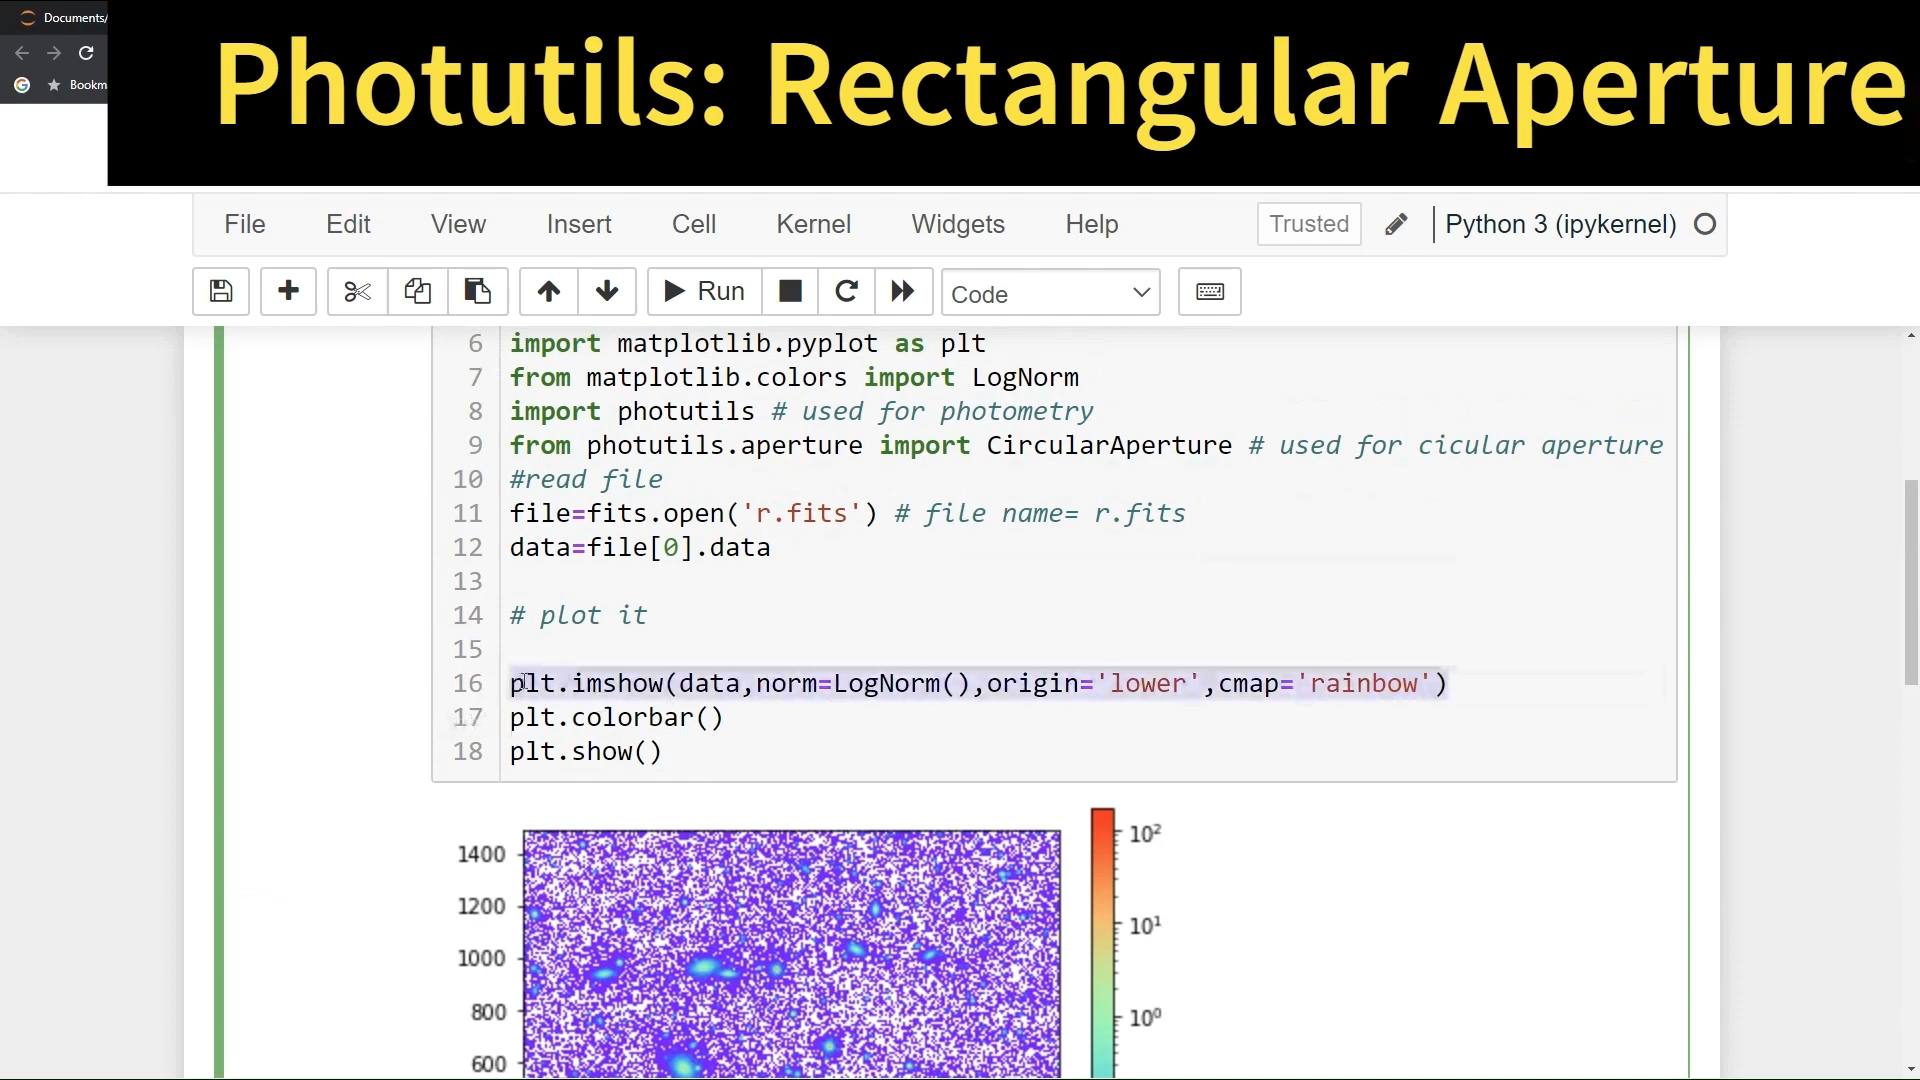 Documents/
Photutils: Rectangular Aperture
Bookm
File Edit View Insert Cell Kernel Widgets Help Trusted Python 3 (ipykernel)
Run Code
6 import matplotlib.pyplot as plt
7 from matplotlib.colors import LogNorm
8 import photutils # used for photometry
9 from photutils.aperture import CircularAperture # used for cicular aperture
10 #read file
11 file=fits.open('r.fits') # file name= r.fits
12 data=file[0].data
13
14 # plot it
15
16 plt.imshow(data,norm=LogNorm(),origin='lower',cmap='rainbow')
17 plt.colorbar()
18 plt.show()
1400
1200
1000
800
600
10²
10¹
10⁰